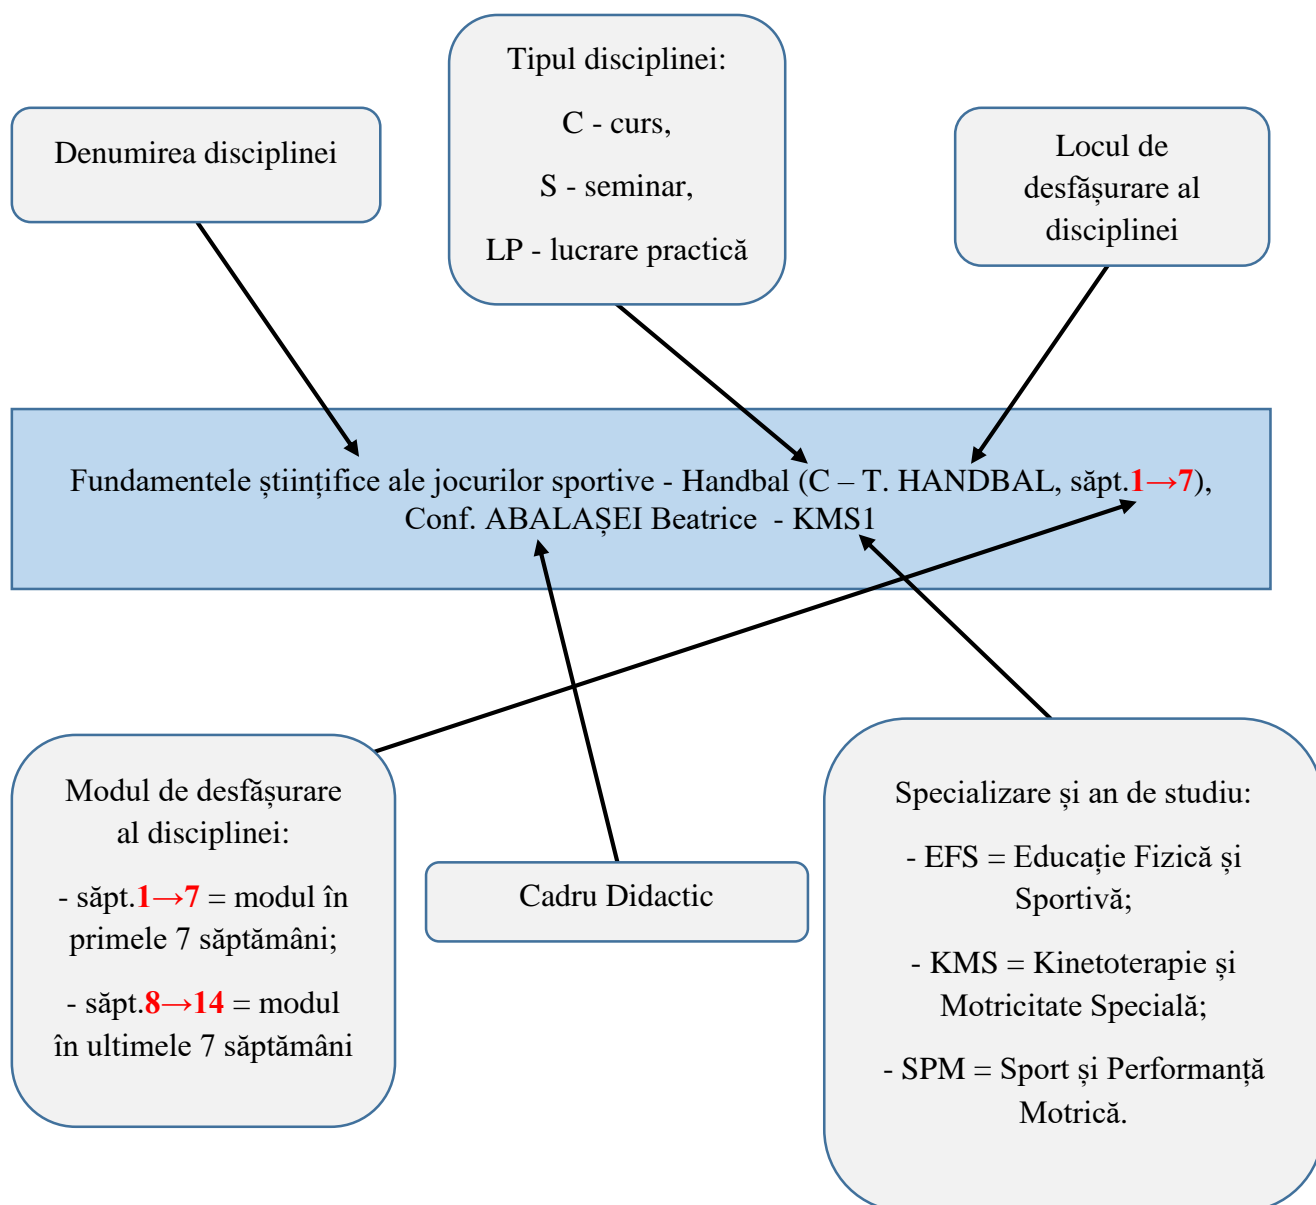 Tipul disciplinei:
C - curs,
S - seminar,
LP - lucrare practică
Denumirea disciplinei
Locul de
desfășurare al
disciplinei
Fundamentele științifice ale jocurilor sportive - Handbal (C – T. HANDBAL, săpt.1→7),
Conf. ABALAȘEI Beatrice - KMS1
Modul de desfășurare
al disciplinei:
- săpt.1→7 = modul în
primele 7 săptămâni;
- săpt.8→14 = modul
în ultimele 7 săptămâni
Cadru Didactic
Specializare și an de studiu:
- EFS = Educație Fizică și
Sportivă;
- KMS = Kinetoterapie și
Motricitate Specială;
- SPM = Sport și Performanță
Motrică.